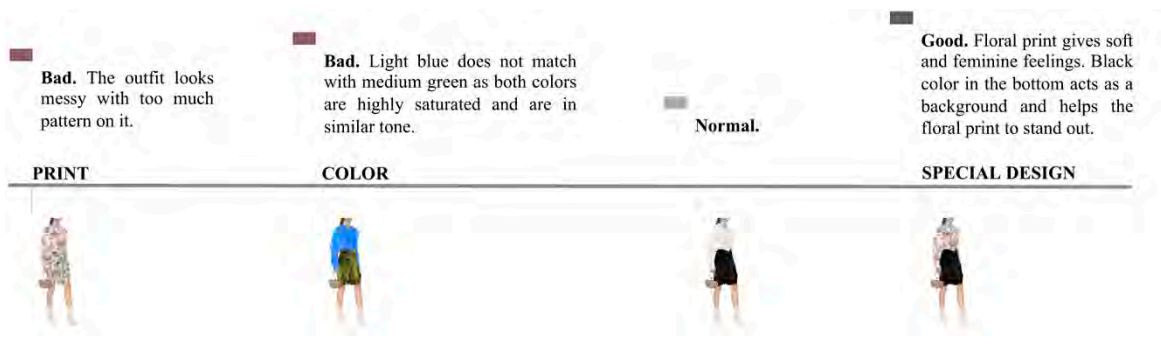 Bad. The outfit looks
messy with too much
pattern on it.
PRINT
Bad. Light blue does not match
with medium green as both colors
are highly saturated and are in
similar tone.
COLOR
Normal.
Good. Floral print gives soft
and feminine feelings. Black
color in the bottom acts as a
background and helps the
floral print to stand out.
SPECIAL DESIGN